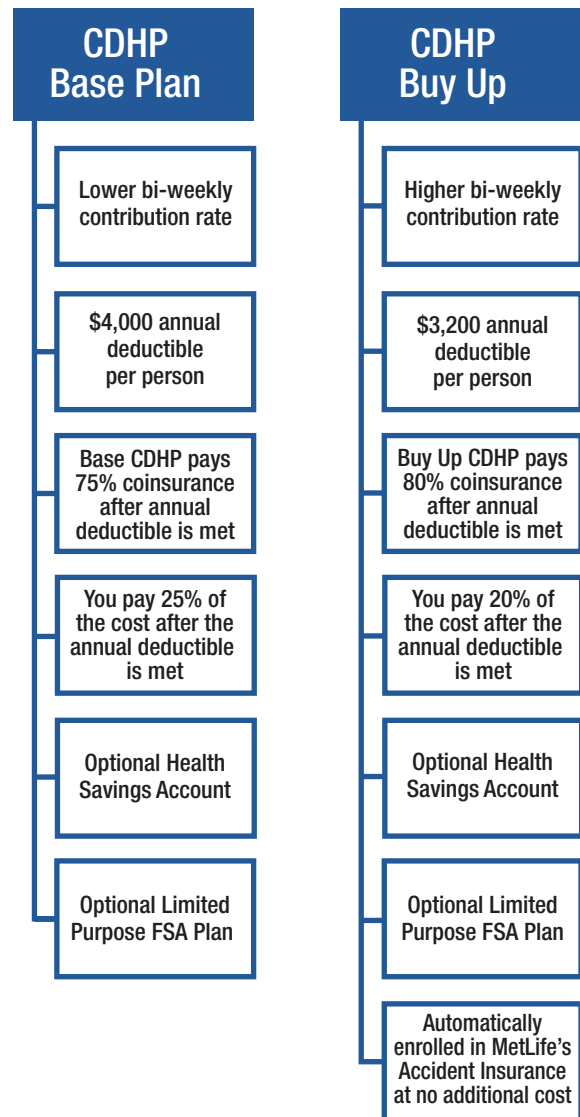 CDHP
Base Plan
Lower bi-weekly
contribution rate
$4,000 annual
deductible
per person
Base CDHP pays
75% coinsurance
after annual
deductible is met
You pay 25% of
the cost after the
annual deductible
is met
Optional Health
Savings Account
Optional Limited
Purpose FSA Plan
CDHP
Buy Up
Higher bi-weekly
contribution rate
$3,200 annual
deductible
per person
Buy Up CDHP pays
80% coinsurance
after annual
deductible is met
You pay 20% of
the cost after the
annual deductible
is met
Optional Health
Savings Account
Optional Limited
Purpose FSA Plan
Automatically
enrolled in MetLife's
Accident Insurance
at no additional cost